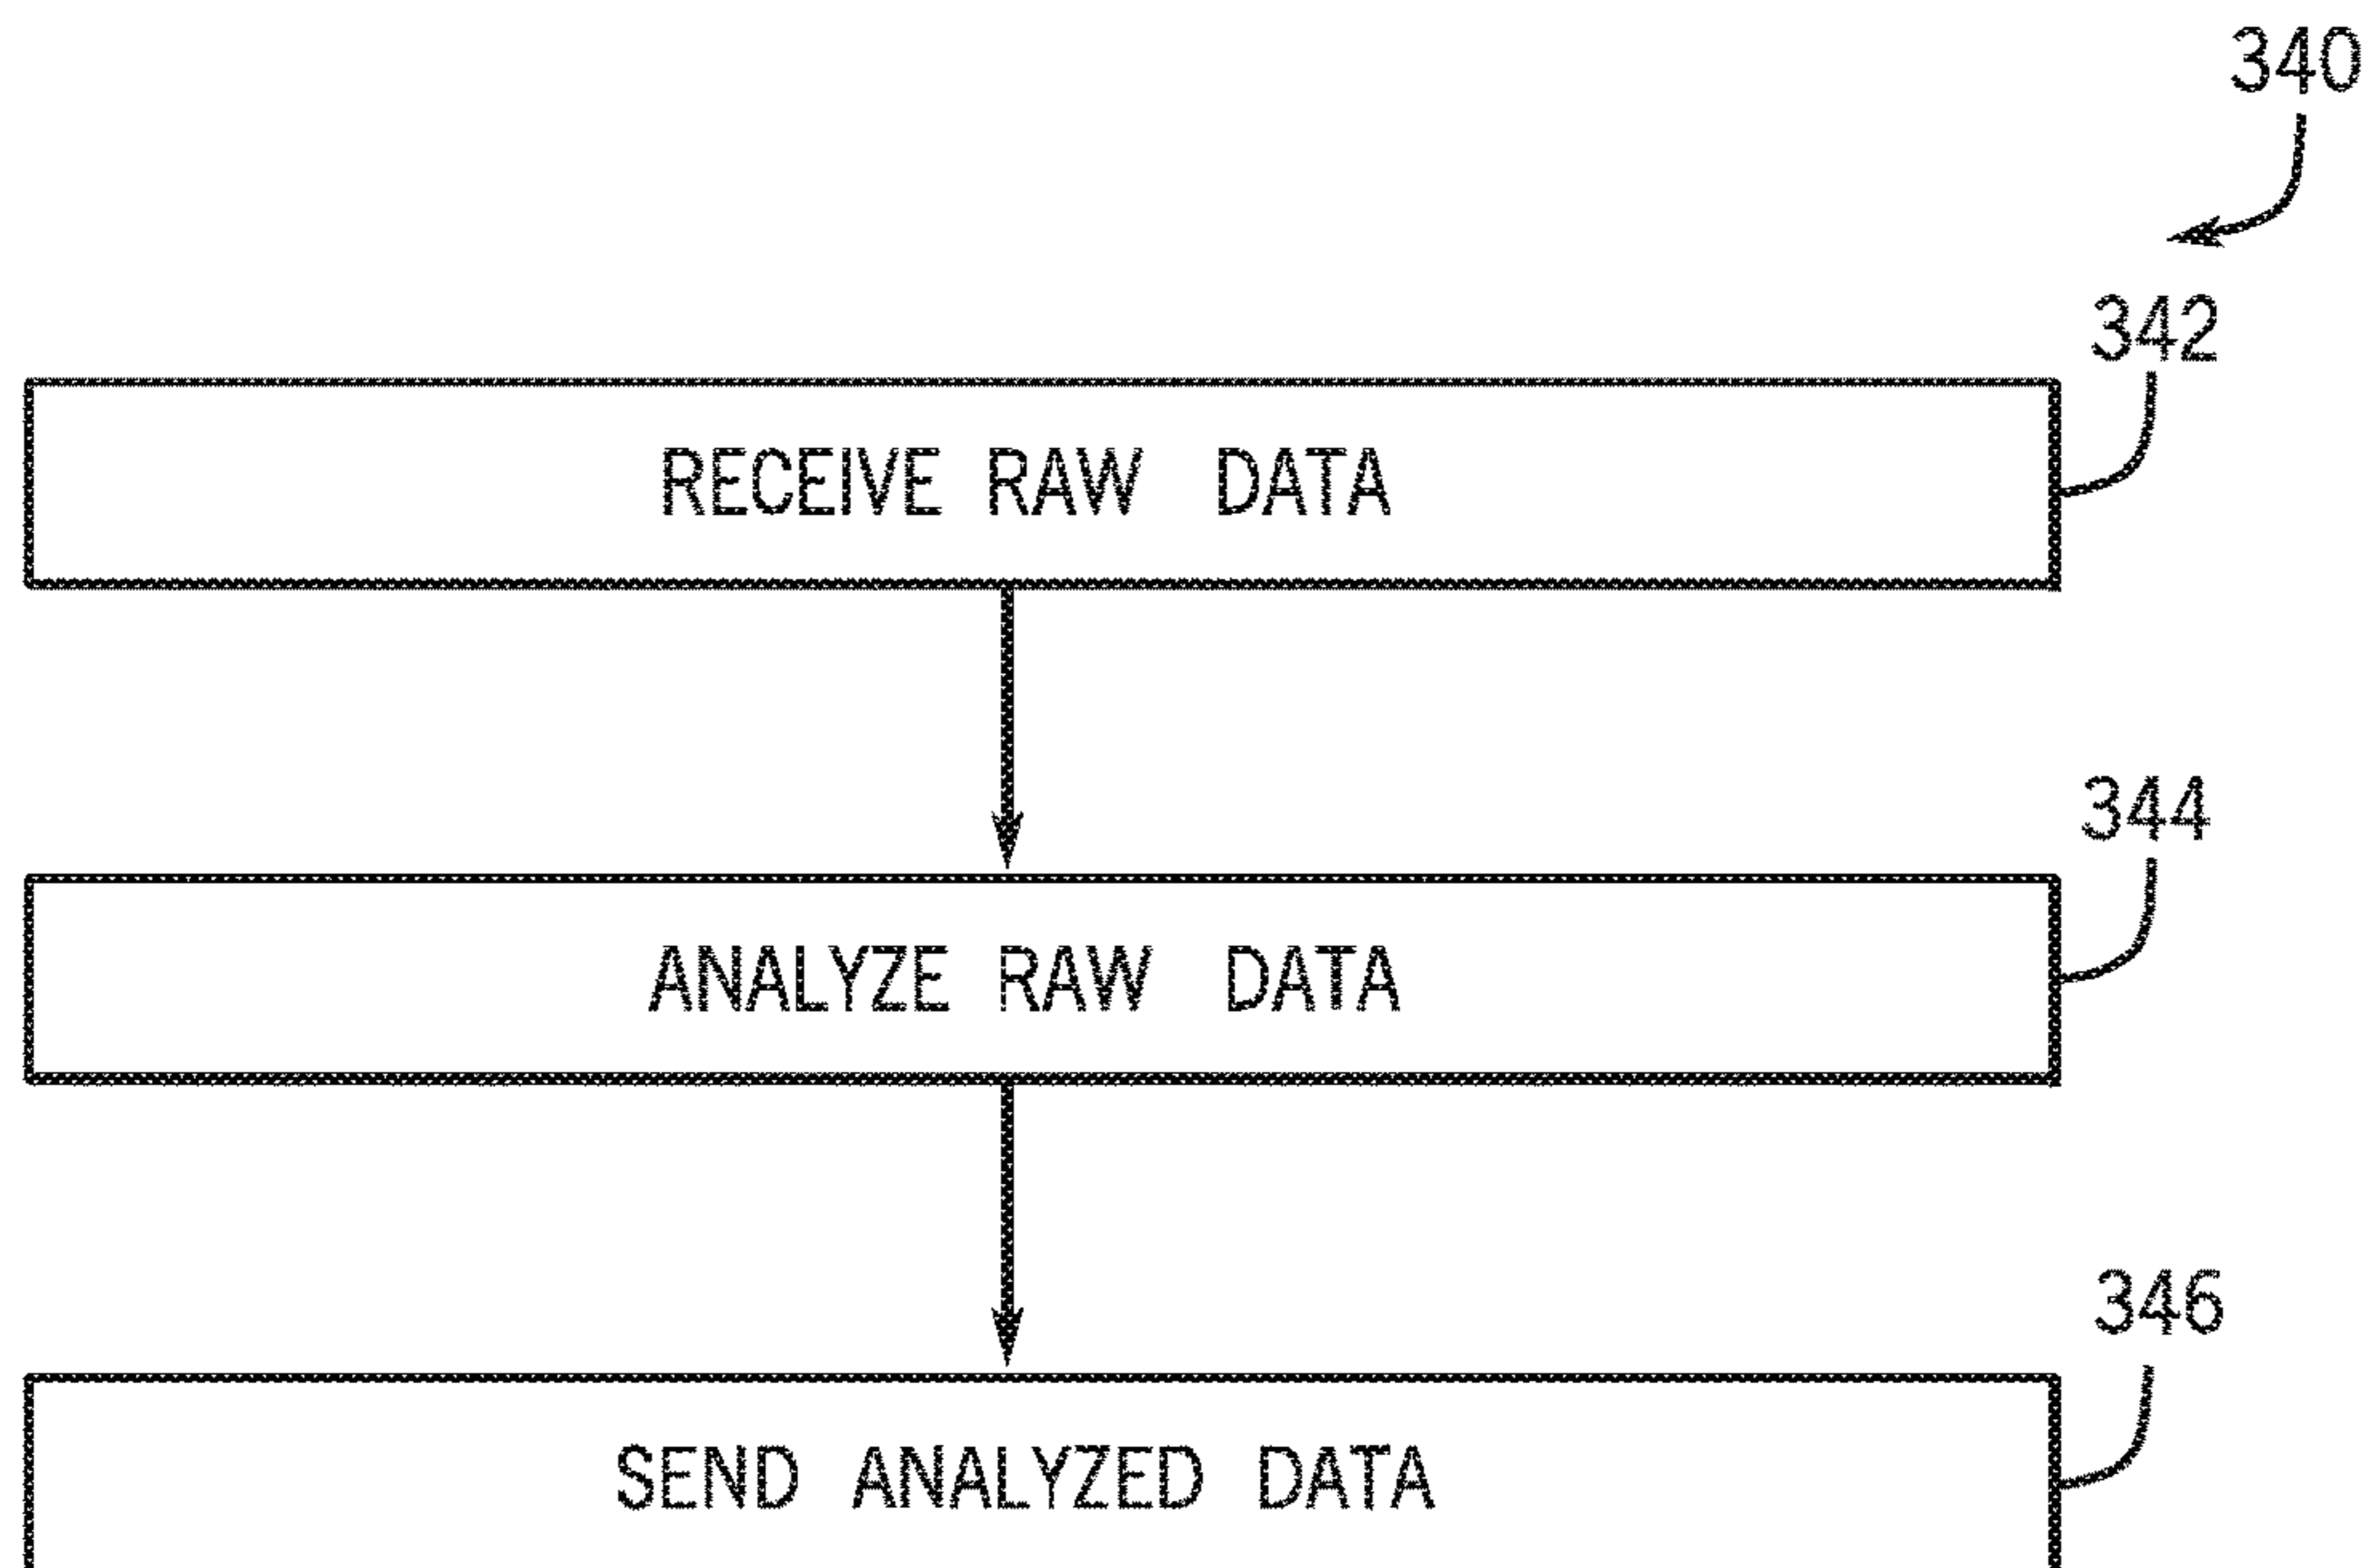 340
342
RECEIVE RAW DATA
344
ANALYZE RAW DATA
346
SEND ANALYZED DATA